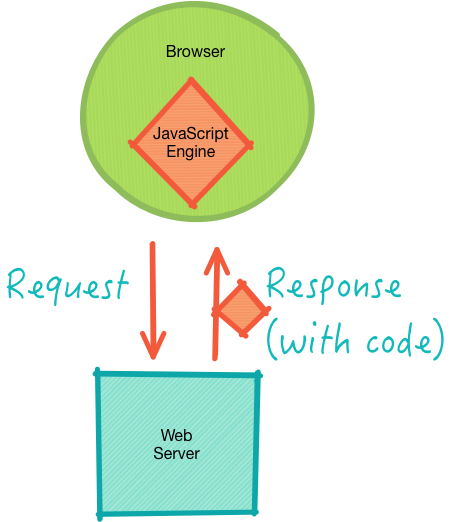 Browser
JavaScript
Engine
Request
Response
(with code)
Web
Server